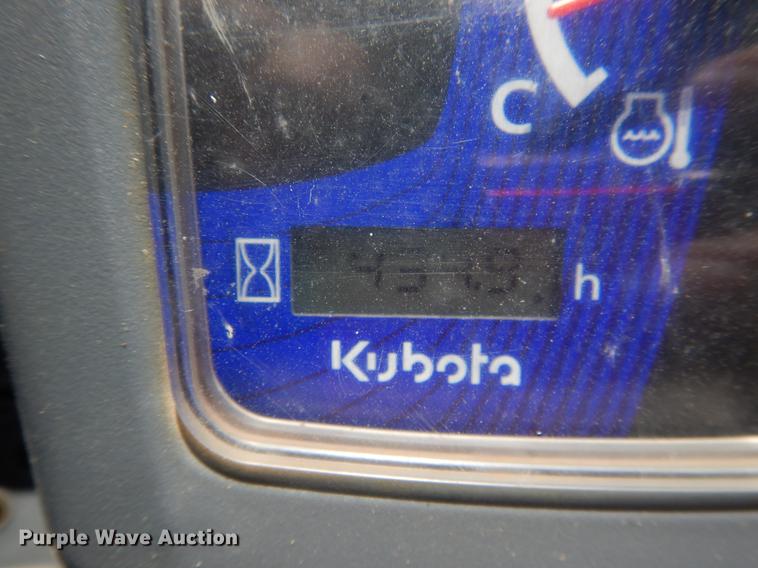 C
h
Kubota
Purple Wave Auction